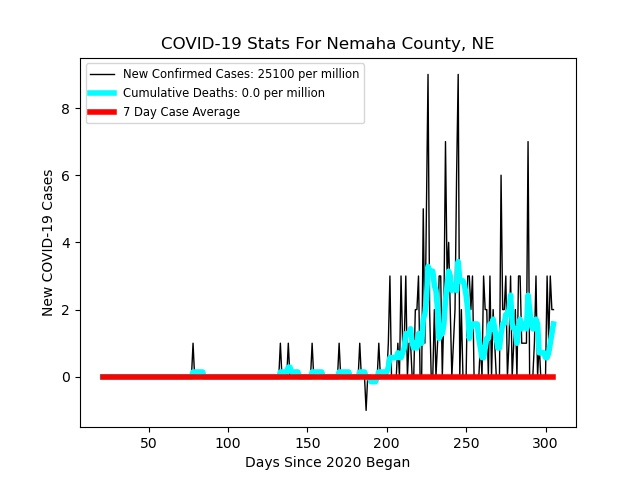 COVID-19 Stats For Nemaha County, NE
New Confirmed Cases: 25100 per million
Cumulative Deaths: 0.0 per million
7 Day Case Average
New COVID-19 Cases
8
6
4
2
0
50 100 150 200 250 300
Days Since 2020 Began